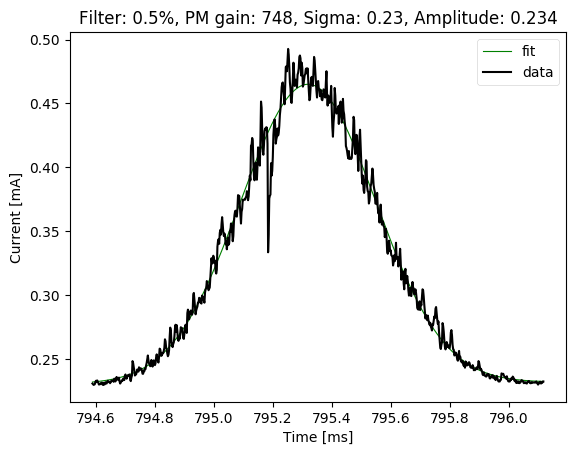 Filter: 0.5%, PM gain: 748, Sigma: 0.23, Amplitude: 0.234
fit
data
Current [mA]
0.50
0.45
0.40
0.35
0.30
0.25
794.6 794.8 795.0 795.2 795.4 795.6 795.8 796.0
Time [ms]